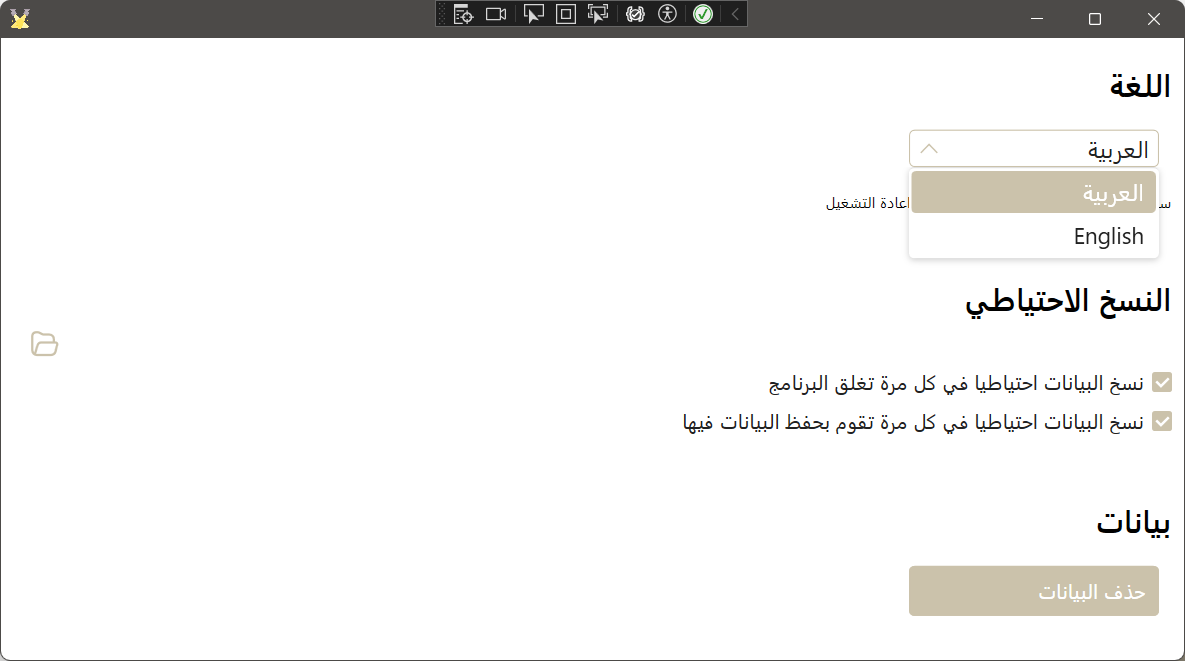 اللغة
العربية
العربية
اعادة التشغيل
English
النسخ الاحتياطي
نسخ البيانات احتياطيا في كل مرة تغلق البرنامج
نسخ البيانات احتياطيا في كل مرة تقوم بحفظ البيانات فيها
بيانات
حذف البيانات